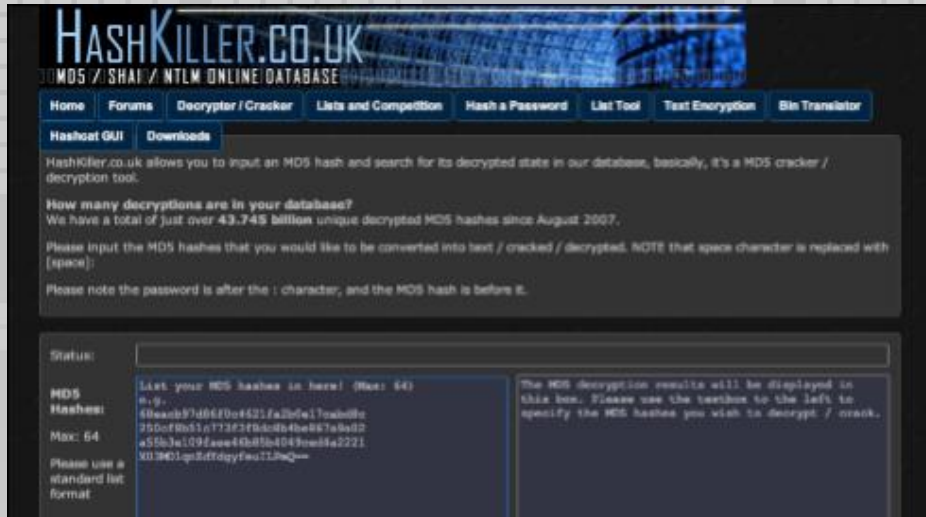 HASHKILLER.CO.UK
MD5 / SHA1 / NTLM ONLINE DATABASE
Home Forums Decrypter / Cracker Lists and Competition Hash a Password List Tool Text Encryption Bin Translator
Hashcat GUI Downloads
HashKiller.co.uk allows you to input an MD5 hash and search for its decrypted state in our database, basically, it's a MD5 cracker /
decryption tool.
How many decryptions are in your database?
We have a total of just over 43.745 billion unique decrypted MD5 hashes since August 2007.
Please input the MD5 hashes that you would like to be converted into text / cracked / decrypted. NOTE that space character is replaced with
[space]:
Please note the password is after the : character, and the MD5 hash is before it.
Status:
MD5
Hashes:
Max: 64
Please use a
standard list
format
List your MD5 hashes in here! (Max: 64)
e.g.
The MD5 decryption results will be displayed in
this box. Please use the textbox to the left to
specify the MD5 hashes you wish to decrypt / crack.